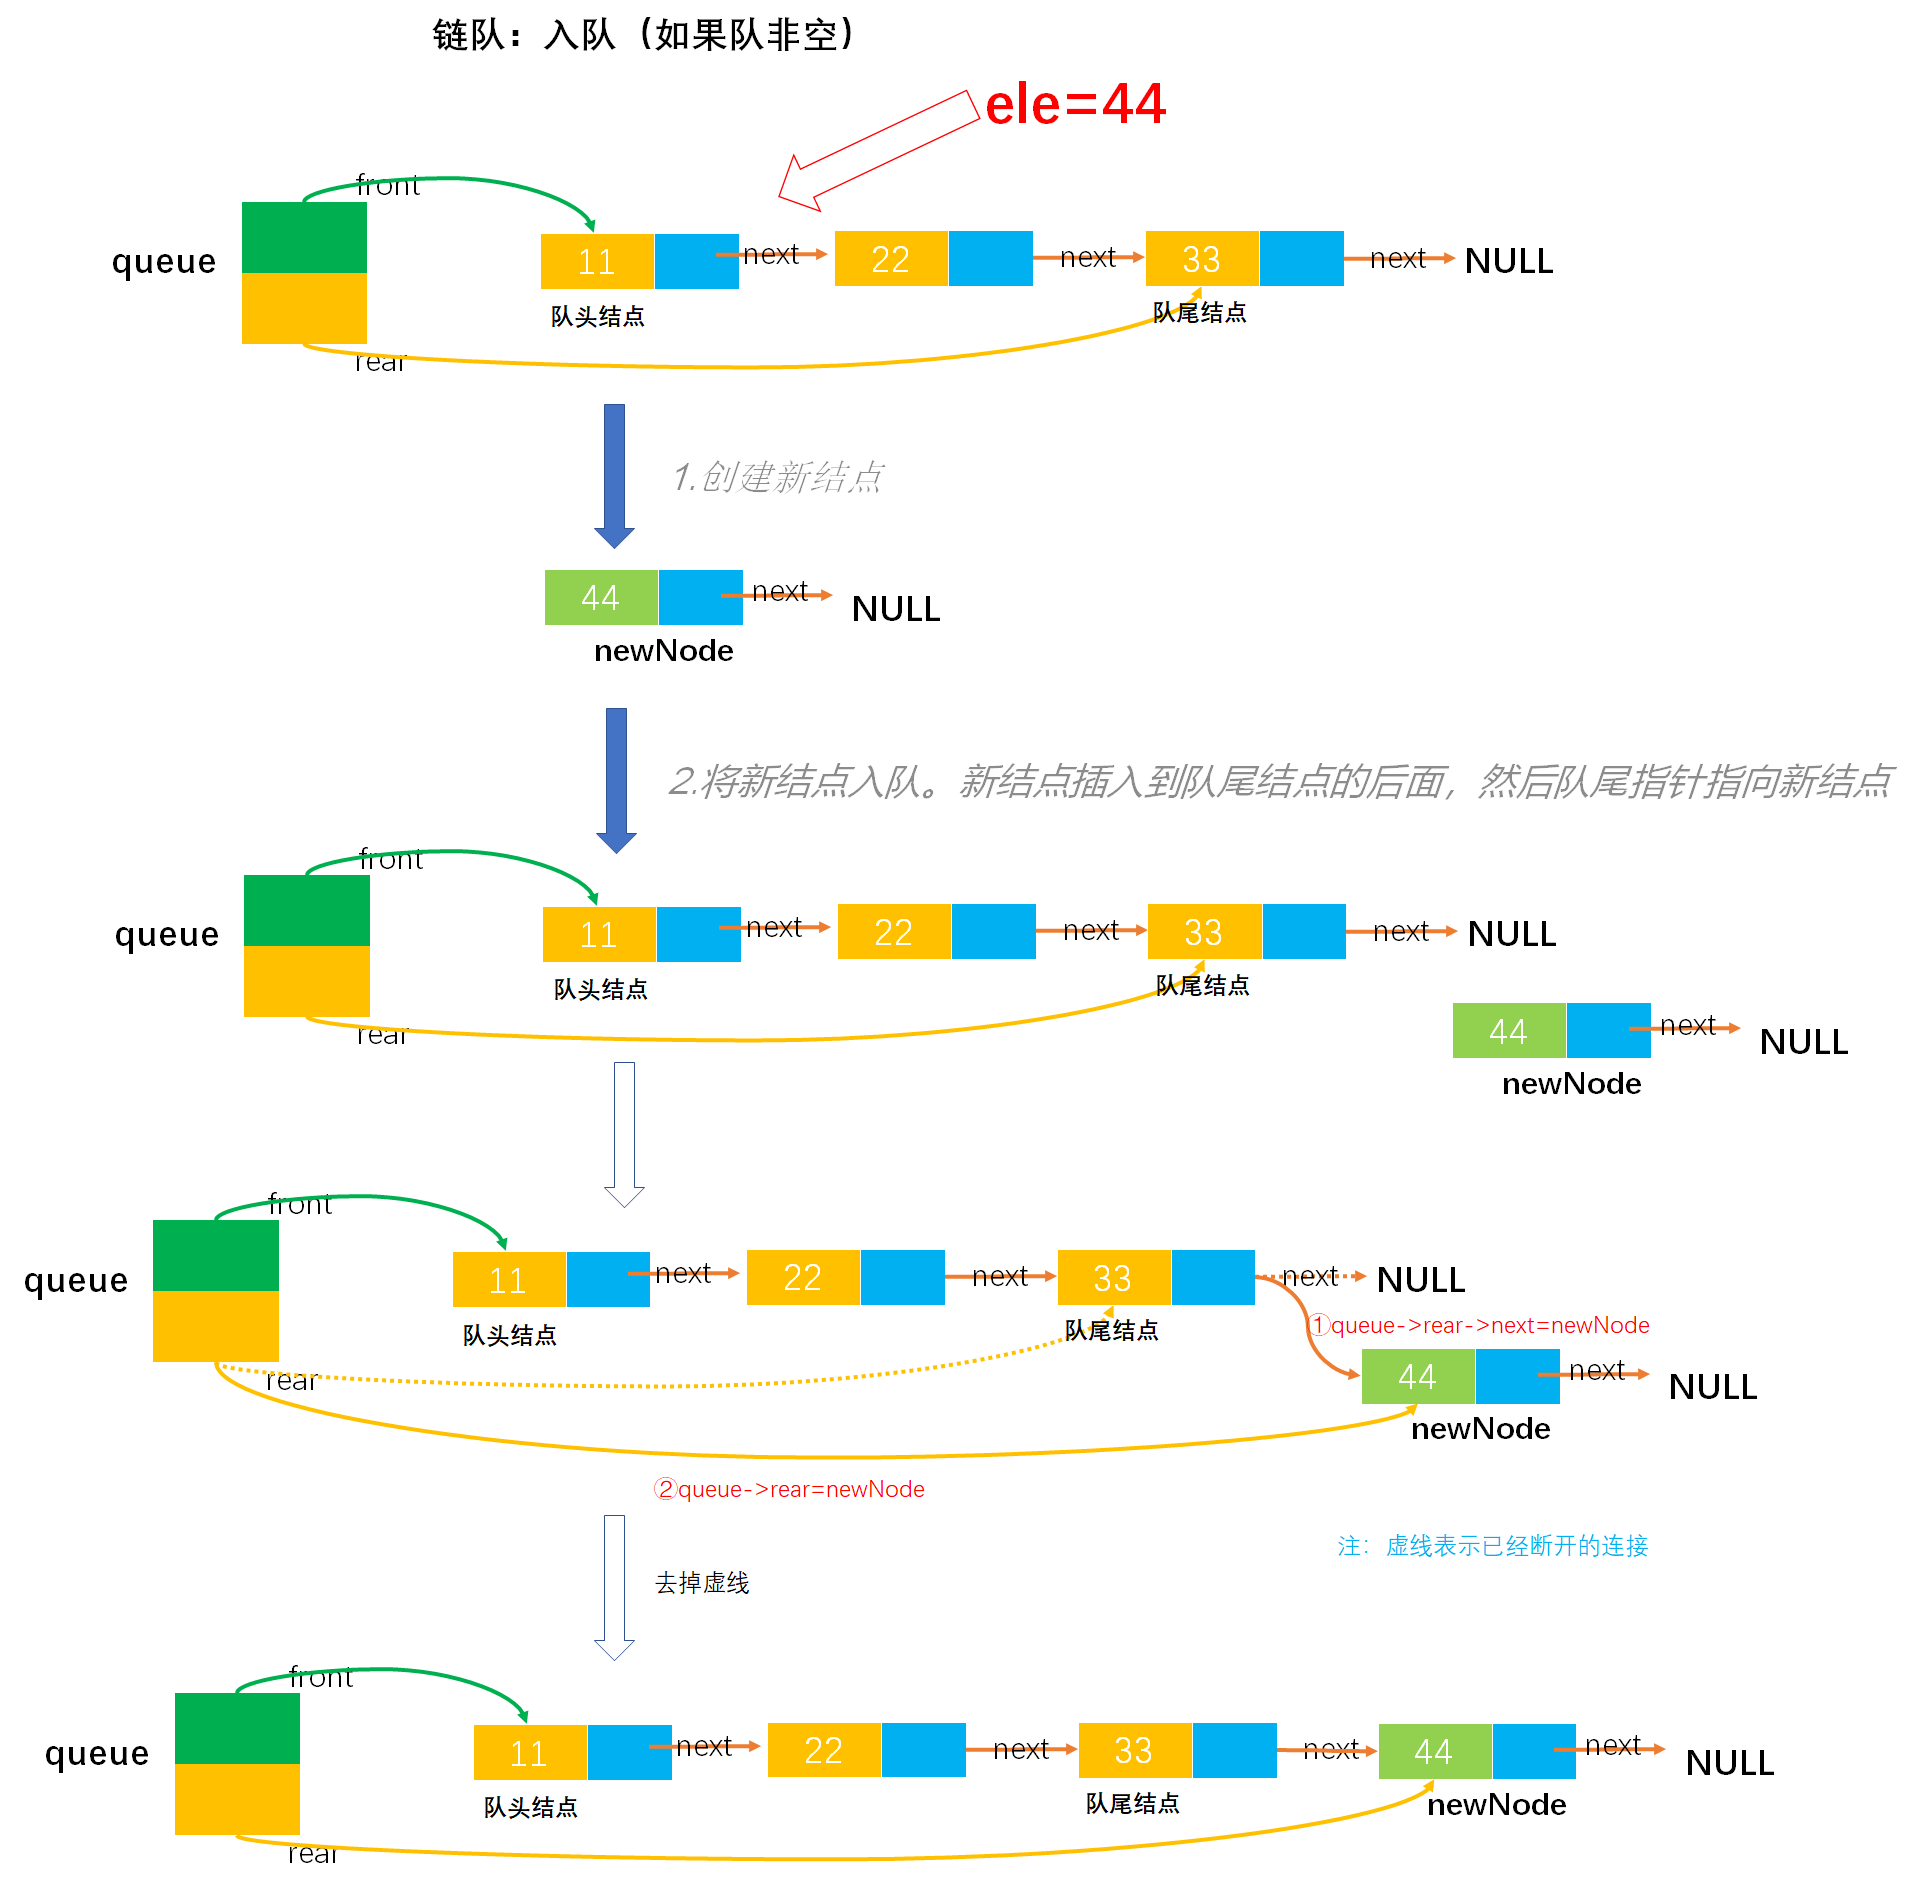 链队：入队（如果队非空）
ele=44
front
queue
11 next 22 next 33 next NULL
队头结点 队尾结点
rear
1.创建新结点
44 next NULL
newNode
2.将新结点入队。新结点插入到队尾结点的后面，然后队尾指针指向新结点
front
queue
11 next 22 next 33 next NULL
队头结点 队尾结点
rear
44 next NULL
newNode
front
queue
11 next 22 next 33 next NULL
①queue->rear->next=newNode
队头结点 队尾结点
rear
44 next NULL
newNode
②queue->rear=newNode
注：虚线表示已经断开的连接
去掉虚线
front
queue
11 next 22 next 33 next 44 next NULL
队头结点 队尾结点 newNode
rear